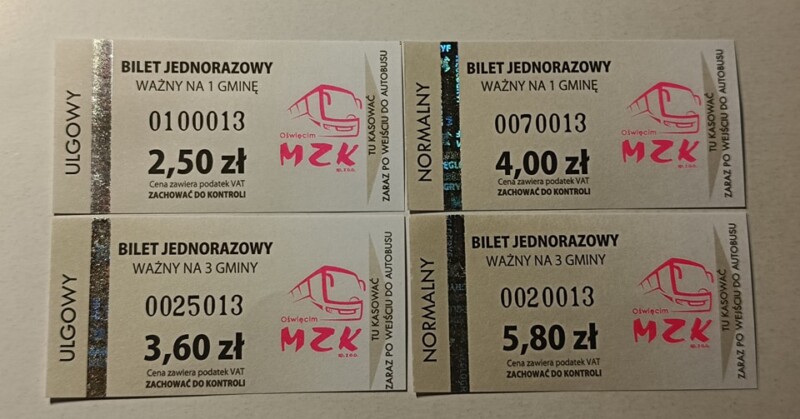 ULGOWY
BILET JEDNORAZOWY
WAŻNY NA 1 GMINĘ
0100013
2,50 zł
Cena zawiera podatek VAT
ZACHOWAĆ DO KONTROLI
Oświęcim
MZK
sp. z o.o.
TU KASOWAĆ
ZARAZ PO WEJŚCIU DO AUTOBUSU
NORMALNY
BILET JEDNORAZOWY
WAŻNY NA 1 GMINĘ
0070013
4,00 zł
Cena zawiera podatek VAT
ZACHOWAĆ DO KONTROLI
Oświęcim
MZK
sp. z o.o.
TU KASOWAĆ
ZARAZ PO WEJŚCIU DO AUTOBUSU
ULGOWY
BILET JEDNORAZOWY
WAŻNY NA 3 GMINY
0025013
3,60 zł
Cena zawiera podatek VAT
ZACHOWAĆ DO KONTROLI
Oświęcim
MZK
sp. z o.o.
TU KASOWAĆ
ZARAZ PO WEJŚCIU DO AUTOBUSU
NORMALNY
BILET JEDNORAZOWY
WAŻNY NA 3 GMINY
0020013
5,80 zł
Cena zawiera podatek VAT
ZACHOWAĆ DO KONTROLI
Oświęcim
MZK
sp. z o.o.
TU KASOWAĆ
ZARAZ PO WEJŚCIU DO AUTOBUSU